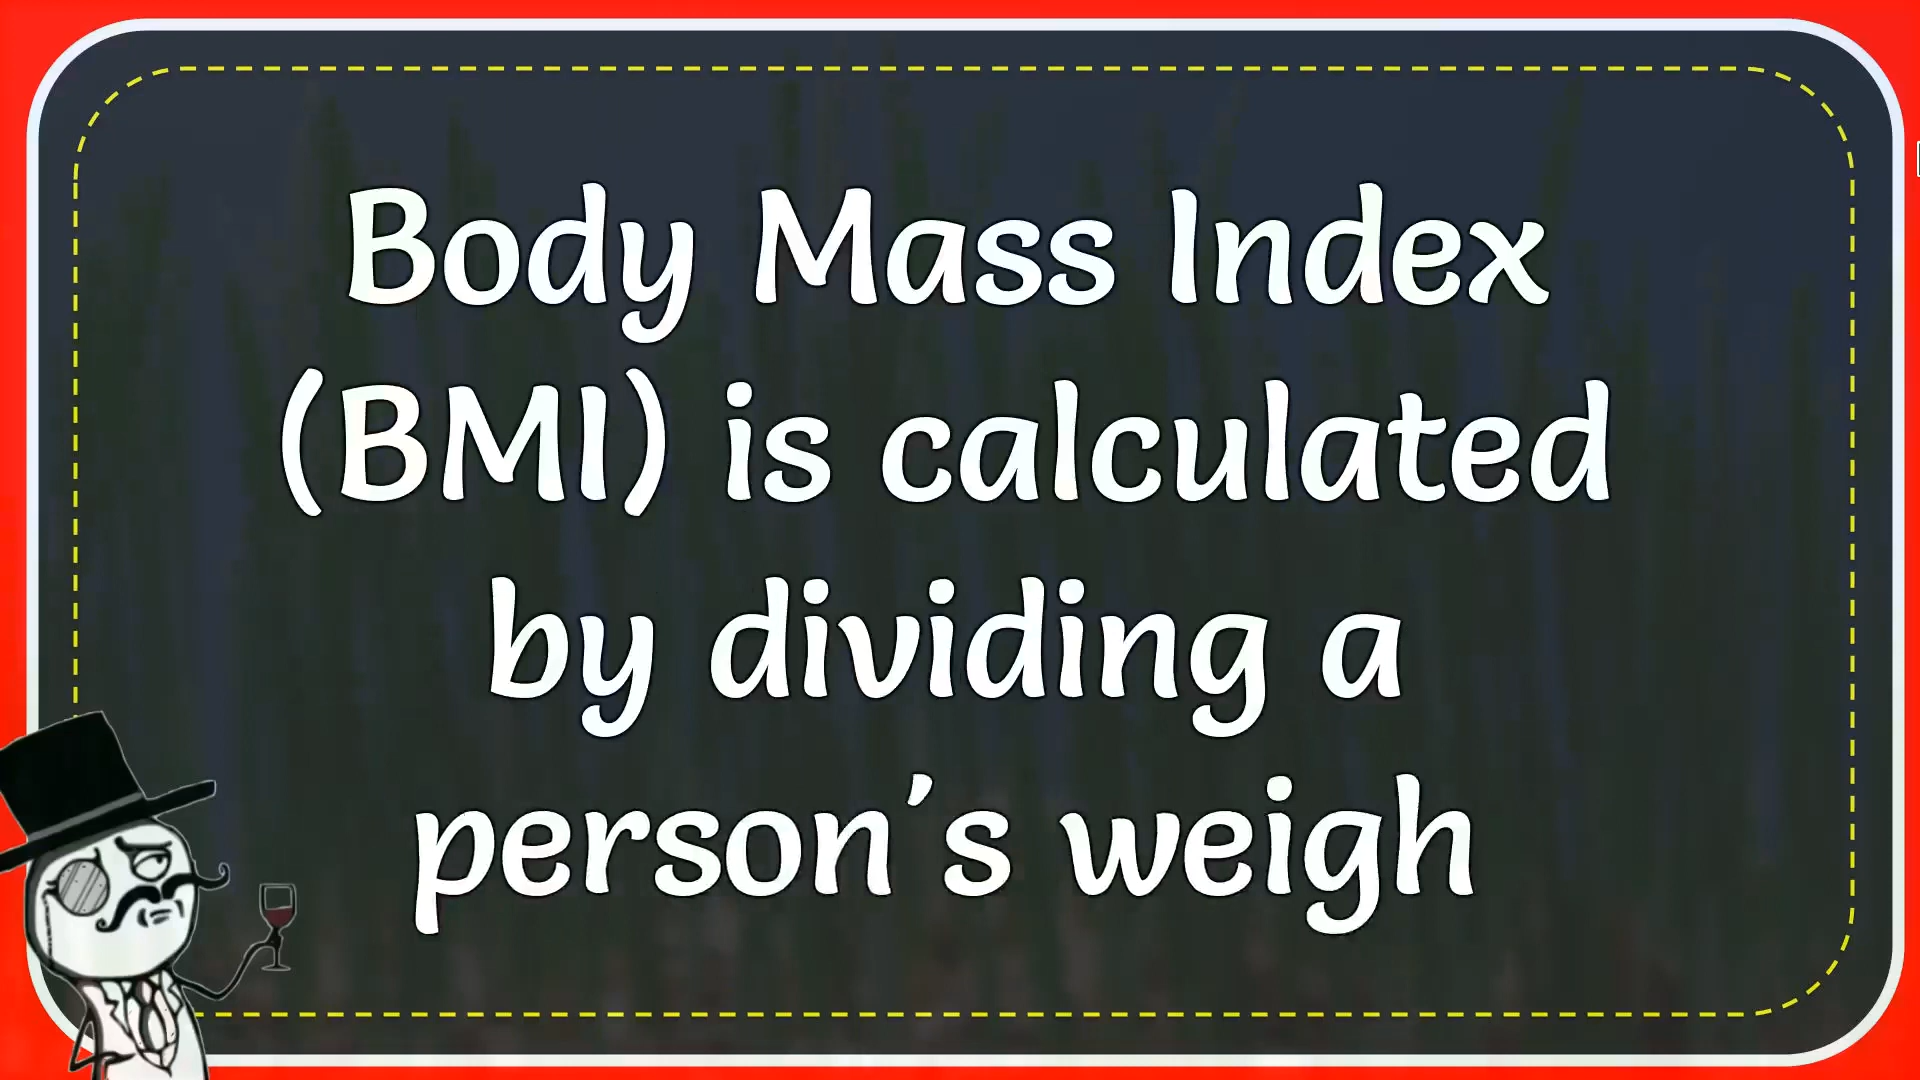 Body Mass Index
(BMI) is calculated
by dividing a
person's weigh